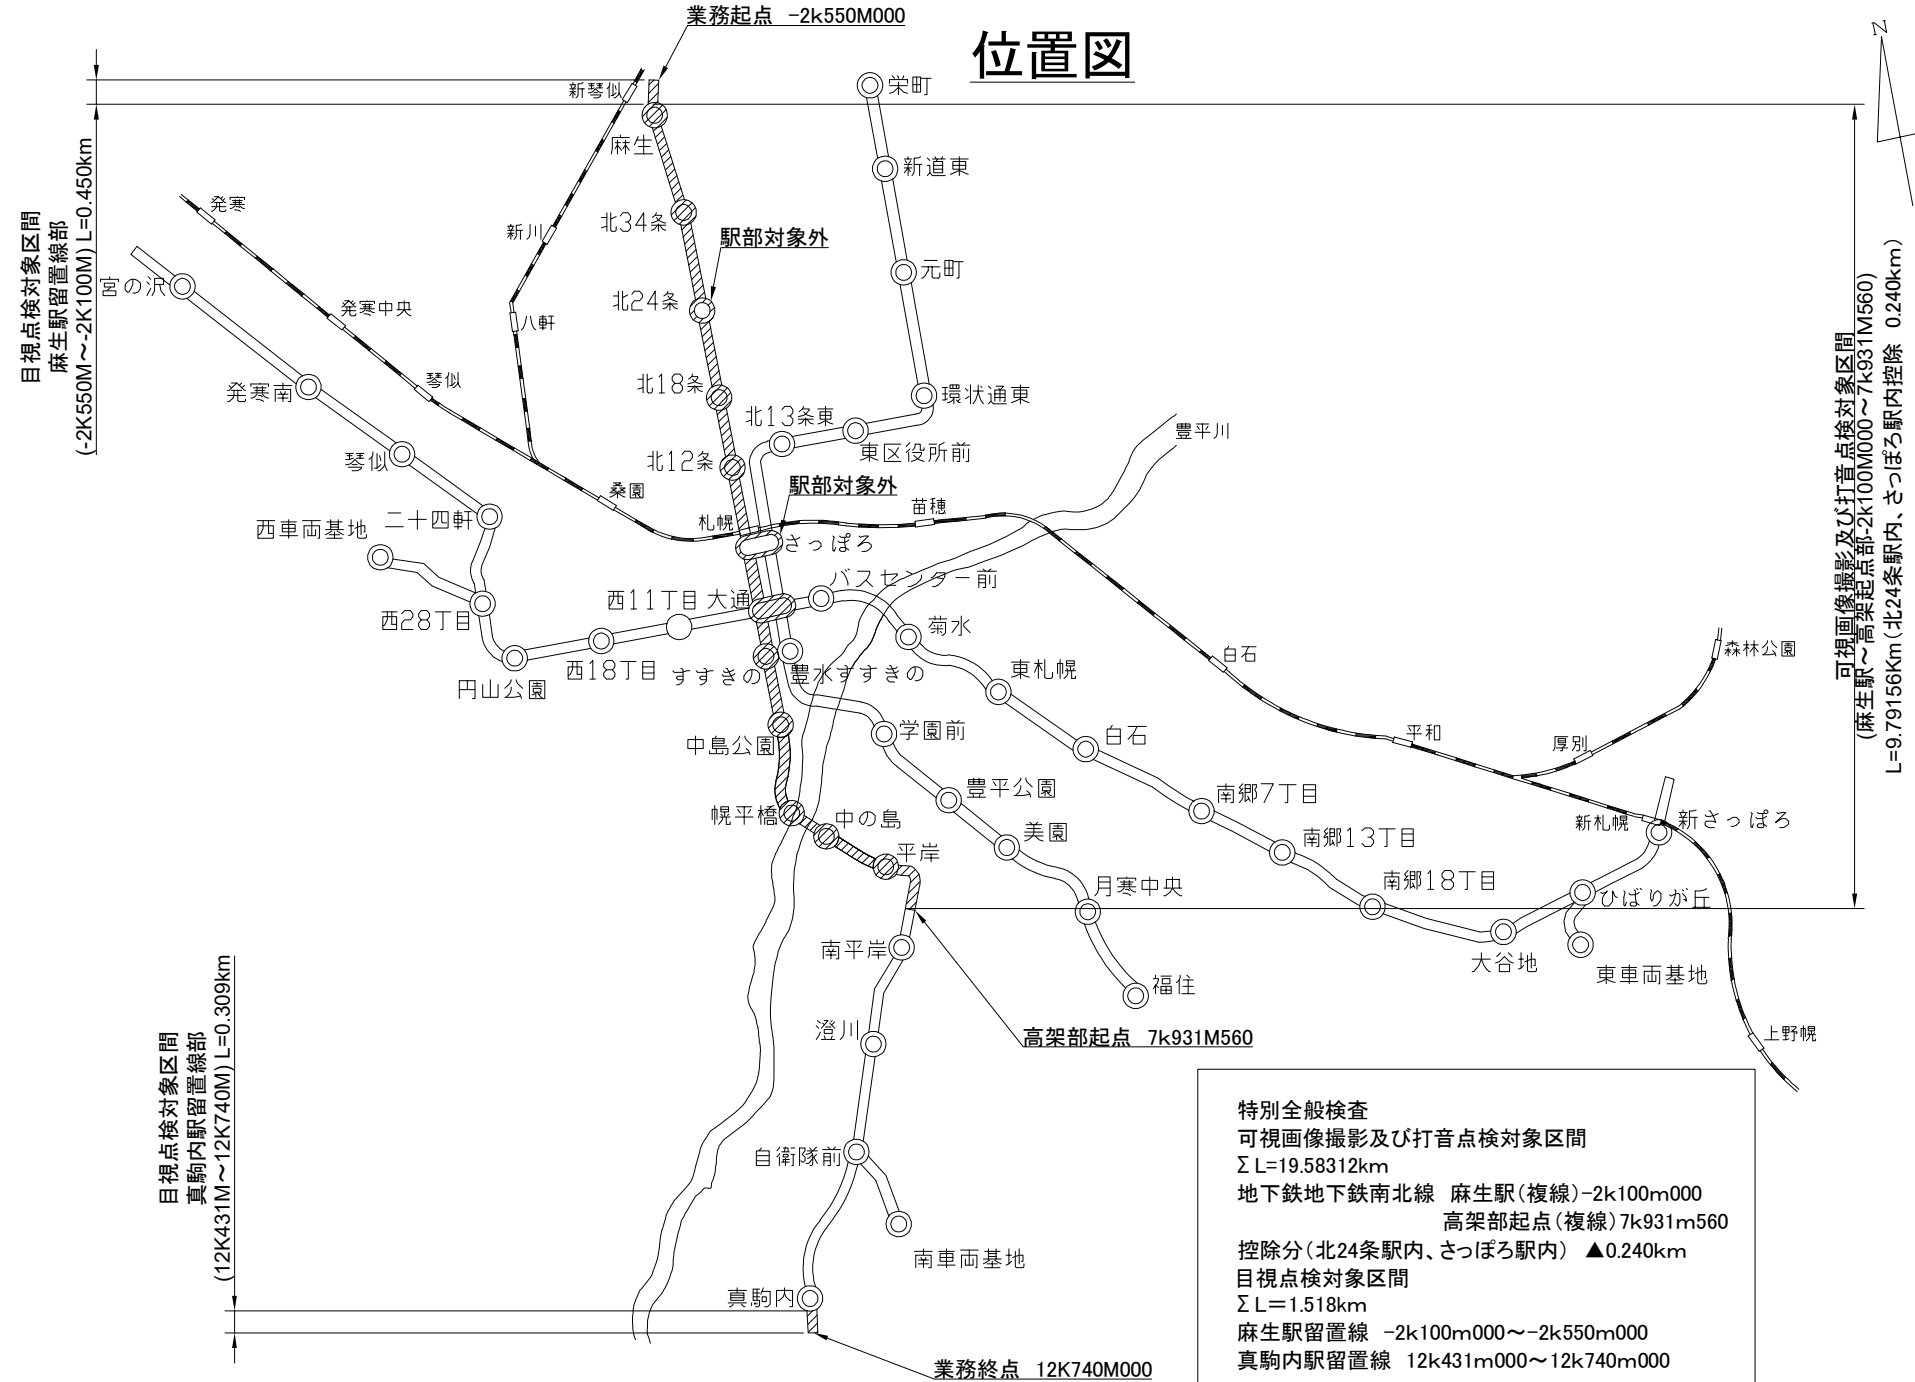 業務起点 -2k550M000
位置図
N
新琴似
栄町
麻生
新道東
発寒
北34条
新川
駅部対象外
宮の沢
元町
北24条
発寒中央
八軒
琴似
北18条
発寒南
環状通東
北13条東
豊平川
東区役所前
琴似
北12条
桑園
駅部対象外
苗穂
二十四軒
札幌
西車両基地
さっぽろ
バスセンター前
西11丁目
大通
西28丁目
菊水
白石
森林公園
西18丁目
すすきの
豊水すすきの
東札幌
円山公園
学園前
平和
白石
厚別
中島公園
豊平公園
南郷7丁目
幌平橋
中の島
美園
新札幌
新さっぽろ
南郷13丁目
平岸
月寒中央
南郷18丁目
ひばりが丘
南平岸
大谷地
東車両基地
福住
澄川
高架部起点 7k931M560
上野幌
自衛隊前
南車両基地
真駒内
業務終点 12K740M000
目視点検対象区間
麻生駅留置線部
(-2K550M～-2K100M) L=0.450km
目視点検対象区間
真駒内駅留置線部
(12K431M～12K740M) L=0.309km
可視画像撮影及び打音点検対象区間
(麻生駅～高架起点部-2k100M000～7k931M560)
L=9.79156Km(北24条駅内、さっぽろ駅内控除 0.240km)
特別全般検査
可視画像撮影及び打音点検対象区間
ΣL=19.58312km
地下鉄地下鉄南北線 麻生駅(複線)-2k100m000
高架部起点(複線)7k931m560
控除分(北24条駅内、さっぽろ駅内) ▲0.240km
目視点検対象区間
ΣL=1.518km
麻生駅留置線 -2k100m000～-2k550m000
真駒内駅留置線 12k431m000～12k740m000